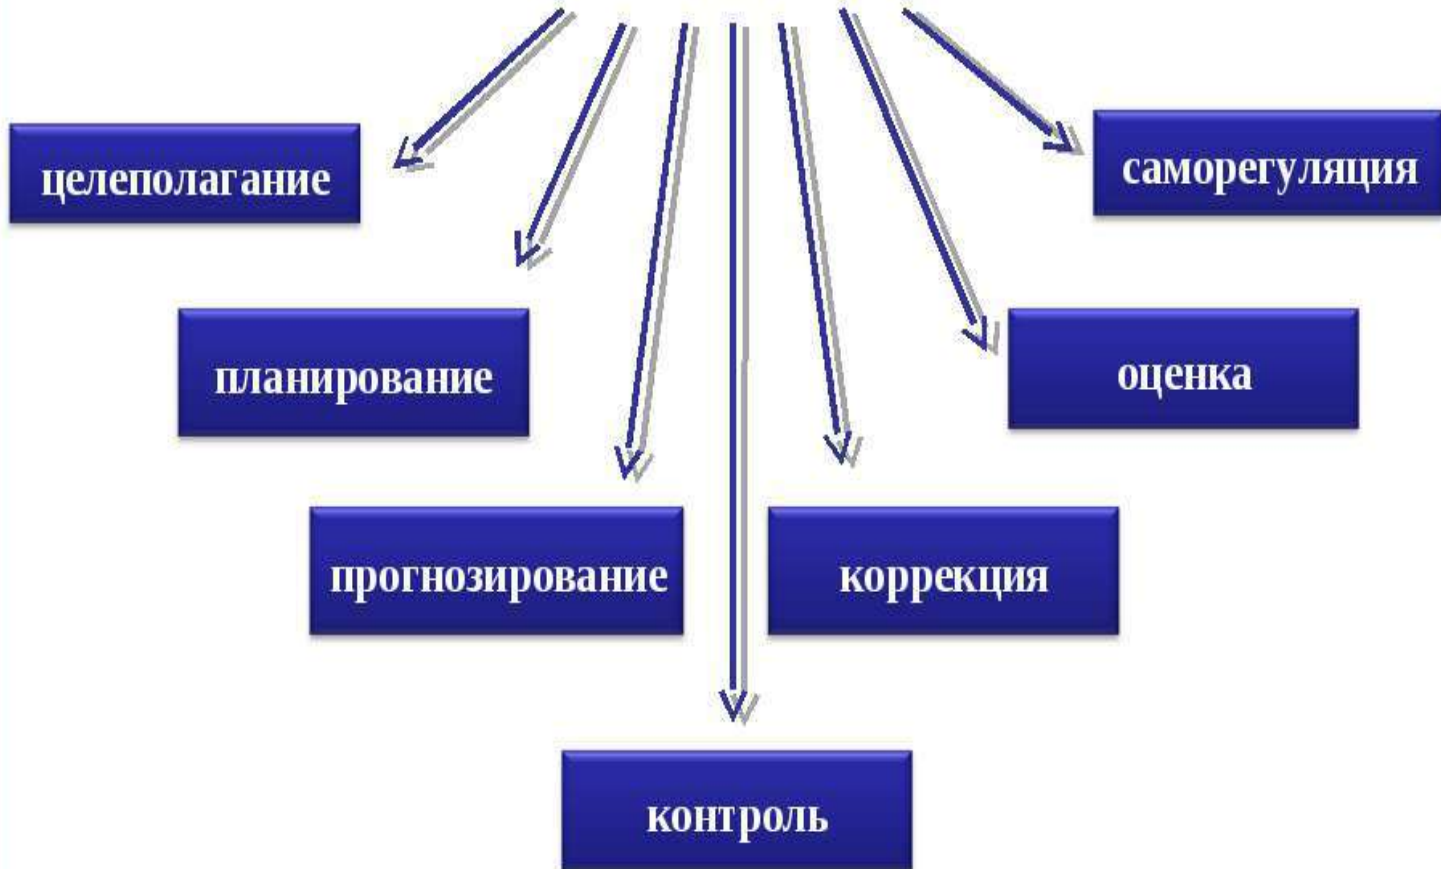 целеполагание
саморегуляция
планирование
оценка
прогнозирование
коррекция
контроль